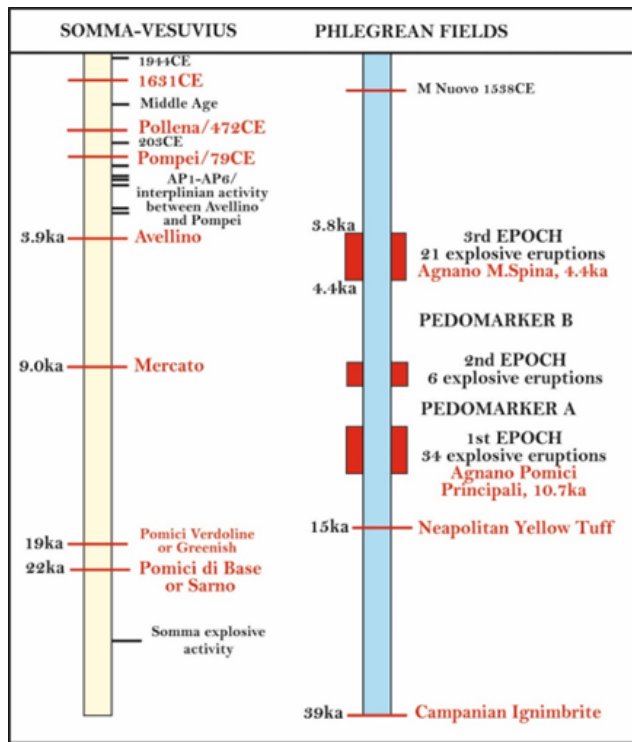 SOMMA-VESUVIUS
1944CE
1631CE
Middle Age
Pollena/472CE
203CE
Pompei/79CE
AP1-AP6/
interplinian activity
between Avellino
and Pompei
3.9ka
Avellino
9.0ka
Mercato
19ka
Pomici Verdoline
or Greenish
22ka
Pomici di Base
or Sarno
Somma explosive
activity
PHLEGREAN FIELDS
M Nuovo 1538CE
3.8ka
3rd EPOCH
21 explosive eruptions
Agnano M.Spina, 4.4ka
4.4ka
PEDOMARKER B
2nd EPOCH
6 explosive eruptions
PEDOMARKER A
1st EPOCH
34 explosive eruptions
Agnano Pomici
Principali, 10.7ka
15ka
Neapolitan Yellow Tuff
39ka
Campanian Ignimbrite